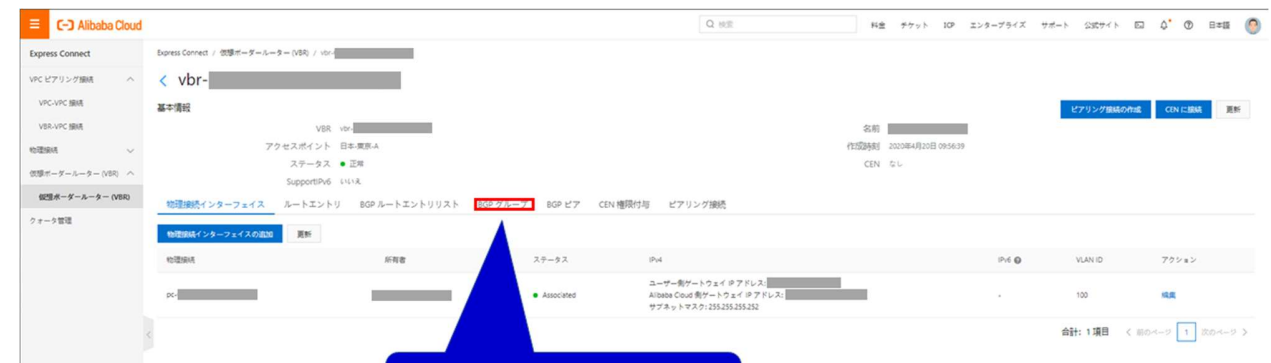 Alibaba Cloud
検索
料金 チケット ICP エンタープライズ サポート 公式サイト 日本語
Express Connect
Express Connect / 仮想ボーダールーター (VBR) / vbr-
VPC ピアリング接続
vbr-
VPC-VPC 接続
基本情報
ピアリング接続の作成 CEN に接続 更新
VBR-VPC 接続
VBR vbr-
名前
物理接続
アクセスポイント 日本-東京-A
作成時刻 2020年4月20日 09:56:39
仮想ボーダールーター (VBR)
ステータス 正常
CEN なし
SupportIPv6 いいえ
仮想ボーダールーター (VBR)
物理接続インターフェイス ルートエントリ BGP ルートエントリリスト BGP グループ BGP ピア CEN 権限付与 ピアリング接続
クォータ管理
物理接続インターフェイスの追加 更新
物理接続 所有者 ステータス IPv4 IPv6 VLAN ID アクション
ユーザー側ゲートウェイ IP アドレス:
pc- Associated Alibaba Cloud 側ゲートウェイ IP アドレス: - 100 編集
サブネットマスク: 255.255.255.252
合計: 1 項目 < 前のページ 1 次のページ >